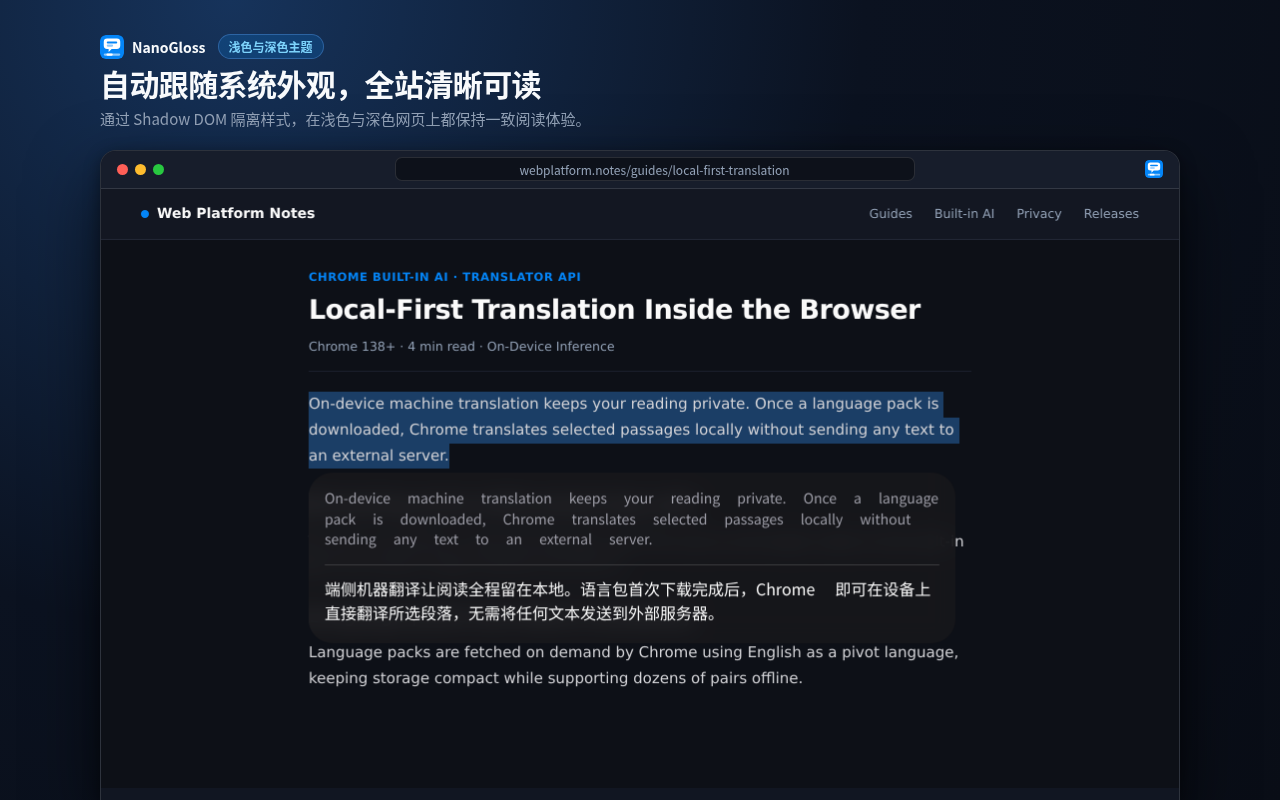 NanoGloss
浅色与深色主题
自动跟随系统外观，全站清晰可读
通过 Shadow DOM 隔离样式，在浅色与深色网页上都保持一致阅读体验。
webplatform.notes/guides/local-first-translation
Web Platform Notes
Guides
Built-in AI
Privacy
Releases
CHROME BUILT-IN AI · TRANSLATOR API
Local-First Translation Inside the Browser
Chrome 138+ · 4 min read · On-Device Inference
On-device machine translation keeps your reading private. Once a language pack is
downloaded, Chrome translates selected passages locally without sending any text to
an external server.
On-device machine translation keeps your reading private. Once a language
pack is downloaded, Chrome translates selected passages locally without
sending any text to an external server.
端侧机器翻译让阅读全程留在本地。语言包首次下载完成后，Chrome 即可在设备上
直接翻译所选段落，无需将任何文本发送到外部服务器。
Language packs are fetched on demand by Chrome using English as a pivot language,
keeping storage compact while supporting dozens of pairs offline.